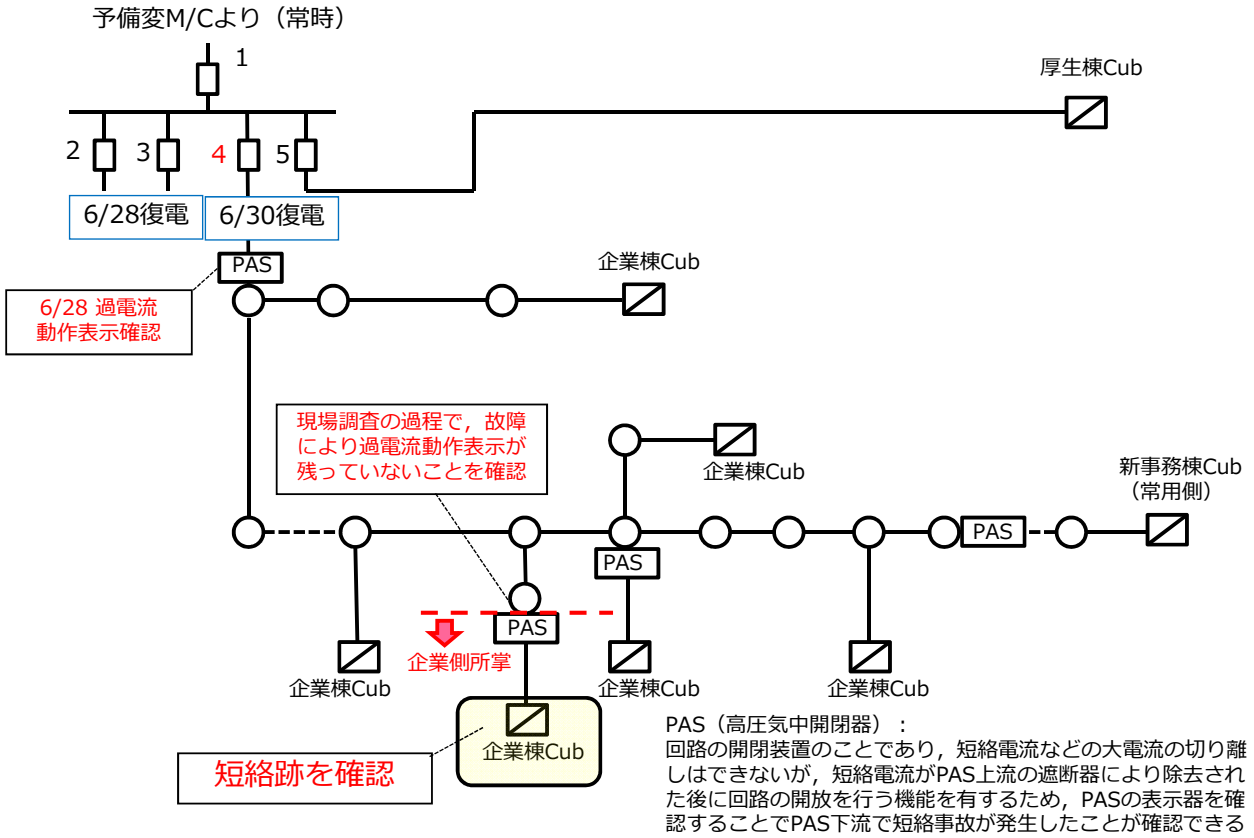 予備変M/Cより（常時）
1
厚生棟Cub
2
3
4
5
6/28復電
6/30復電
PAS
企業棟Cub
6/28 過電流
動作表示確認
現場調査の過程で，故障
により過電流動作表示が
残っていないことを確認
企業棟Cub
新事務棟Cub
（常用側）
PAS
PAS
PAS
企業側所掌
企業棟Cub
企業棟Cub
企業棟Cub
企業棟Cub
短絡跡を確認
PAS（高圧気中開閉器）：
回路の開閉装置のことであり，短絡電流などの大電流の切り離
しはできないが，短絡電流がPAS上流の遮断器により除去され
た後に回路の開放を行う機能を有するため，PASの表示器を確
認することでPAS下流で短絡事故が発生したことが確認できる